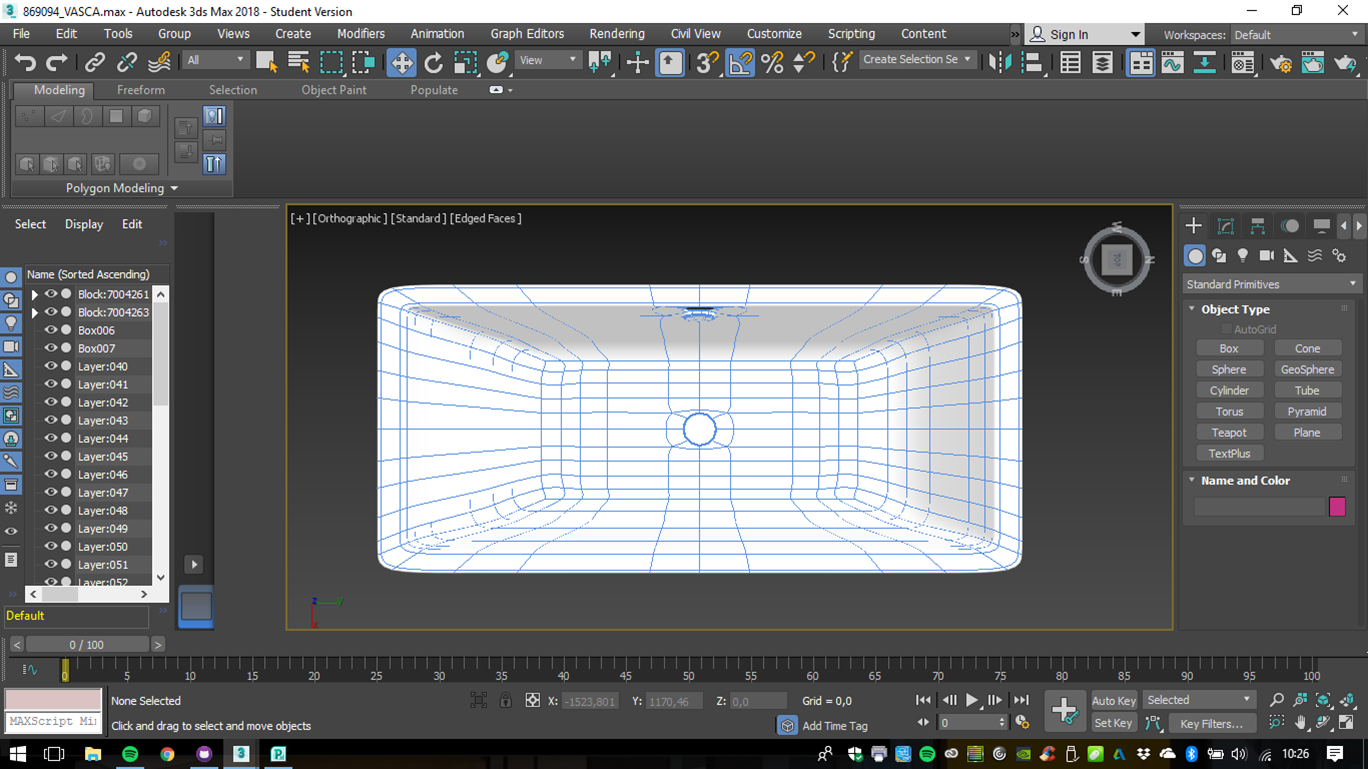 869094_VASCA.max - Autodesk 3ds Max 2018 - Student Version
File Edit Tools Group Views Create Modifiers Animation Graph Editors Rendering Civil View Customize Scripting Content » Sign In Workspaces: Default
All View Create Selection Se
Modeling Freeform Selection Object Paint Populate
Polygon Modeling
Select Display Edit
Name (Sorted Ascending)
Block:7004261
Block:7004263
Box006
Box007
Layer:040
Layer:041
Layer:042
Layer:043
Layer:044
Layer:045
Layer:046
Layer:047
Layer:048
Layer:049
Layer:050
Layer:051
Layer:052
Default
[+] [Orthographic] [Standard] [Edged Faces]
W
S TOP N
E
z y
x
Standard Primitives
Object Type
AutoGrid
Box Cone
Sphere GeoSphere
Cylinder Tube
Torus Pyramid
Teapot Plane
TextPlus
Name and Color
< 0 / 100 >
0 5 10 15 20 25 30 35 40 45 50 55 60 65 70 75 80 85 90 95 100
None Selected X: -1523,801 Y: 1170,46 Z: 0,0 Grid = 0,0 Auto Key Selected
MAXScript Mi
Click and drag to select and move objects Add Time Tag 0 Set Key Key Filters...
10:26